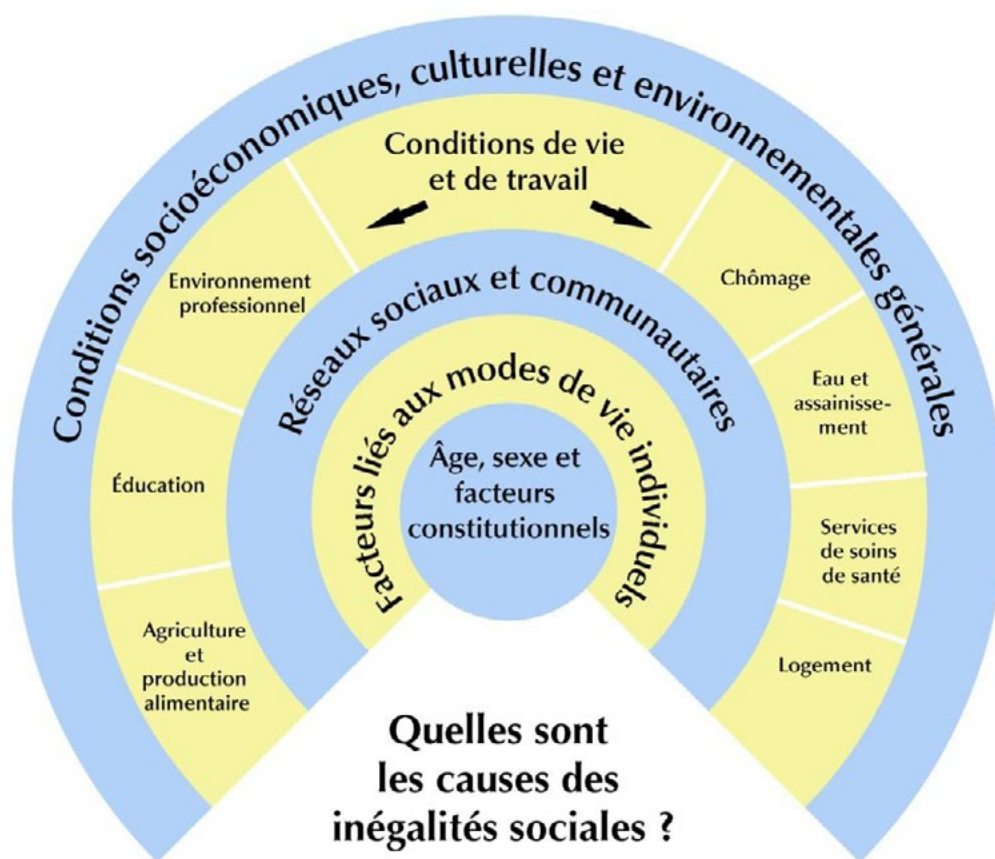 Conditions socioéconomiques, culturelles et environnementales générales
Conditions de vie
et de travail
Environnement
professionnel
Éducation
Agriculture
et
production
alimentaire
Chômage
Eau et
assainisse-
ment
Services
de soins
de santé
Logement
Réseaux sociaux et communautaires
Facteurs liés aux modes de vie individuels
Âge, sexe et
facteurs
constitutionnels
Quelles sont
les causes des
inégalités sociales ?